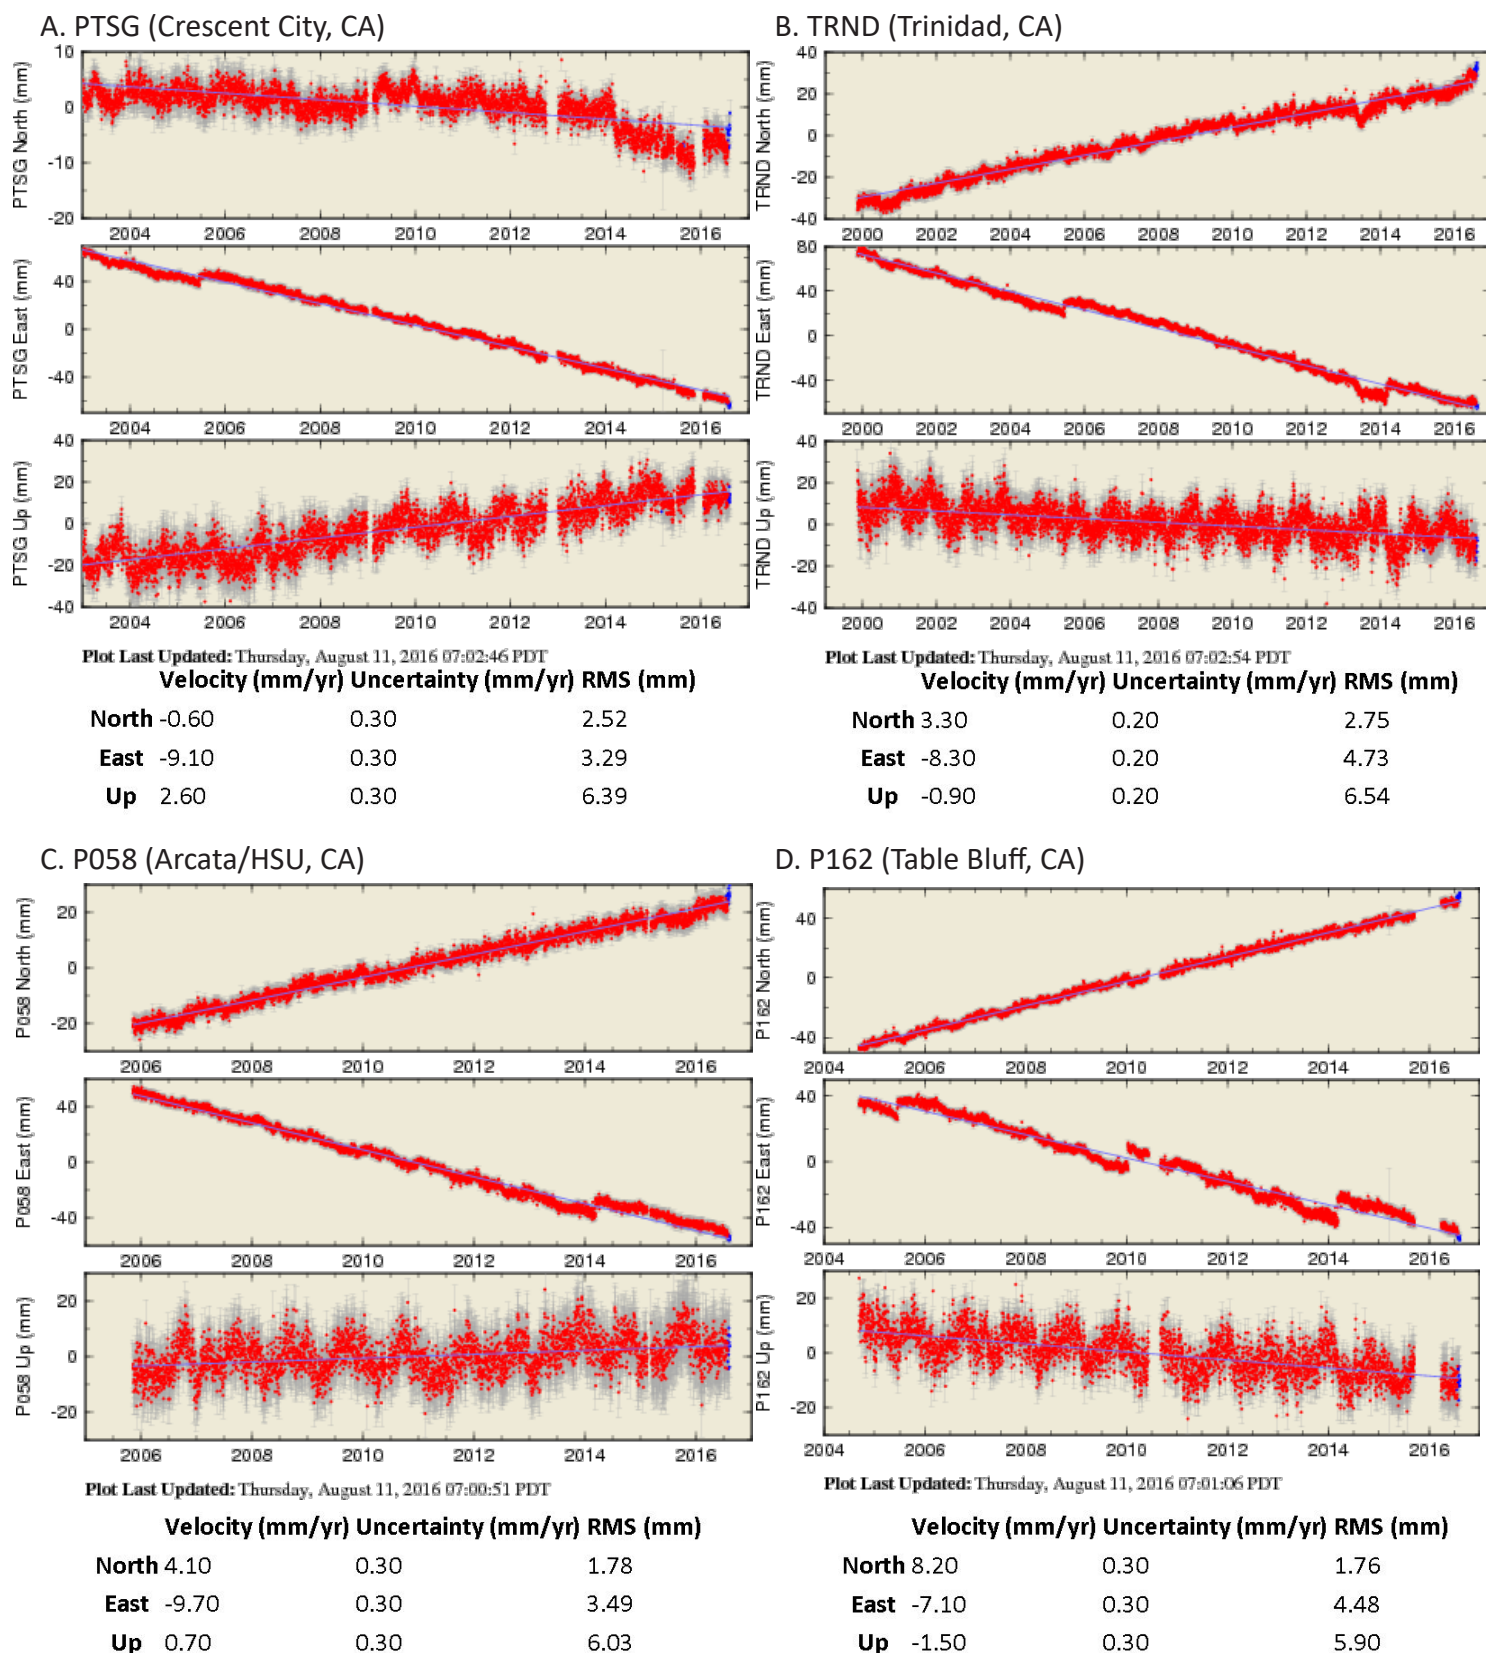 A. PTSG (Crescent City, CA)
10
0
-10
-20
PTSG North (mm)
2004 2006 2008 2010 2012 2014 2016
40
0
-40
PTSG East (mm)
2004 2006 2008 2010 2012 2014 2016
40
20
0
-20
-40
PTSG Up (mm)
2004 2006 2008 2010 2012 2014 2016
Plot Last Updated: Thursday, August 11, 2016 07:02:46 PDT
Velocity (mm/yr) Uncertainty (mm/yr) RMS (mm)
North -0.60 0.30 2.52
East -9.10 0.30 3.29
Up 2.60 0.30 6.39
B. TRND (Trinidad, CA)
40
20
0
-20
-40
TRND North (mm)
2000 2002 2004 2006 2008 2010 2012 2014 2016
80
40
0
-40
TRND East (mm)
2000 2002 2004 2006 2008 2010 2012 2014 2016
40
20
0
-20
-40
TRND Up (mm)
2000 2002 2004 2006 2008 2010 2012 2014 2016
Plot Last Updated: Thursday, August 11, 2016 07:02:54 PDT
Velocity (mm/yr) Uncertainty (mm/yr) RMS (mm)
North 3.30 0.20 2.75
East -8.30 0.20 4.73
Up -0.90 0.20 6.54
C. P058 (Arcata/HSU, CA)
20
0
-20
P058 North (mm)
2006 2008 2010 2012 2014 2016
40
0
-40
P058 East (mm)
2006 2008 2010 2012 2014 2016
20
0
-20
P058 Up (mm)
2006 2008 2010 2012 2014 2016
Plot Last Updated: Thursday, August 11, 2016 07:00:51 PDT
Velocity (mm/yr) Uncertainty (mm/yr) RMS (mm)
North 4.10 0.30 1.78
East -9.70 0.30 3.49
Up 0.70 0.30 6.03
D. P162 (Table Bluff, CA)
40
0
-40
P162 North (mm)
2004 2006 2008 2010 2012 2014 2016
40
0
-40
P162 East (mm)
2004 2006 2008 2010 2012 2014 2016
20
0
-20
P162 Up (mm)
2004 2006 2008 2010 2012 2014 2016
Plot Last Updated: Thursday, August 11, 2016 07:01:06 PDT
Velocity (mm/yr) Uncertainty (mm/yr) RMS (mm)
North 8.20 0.30 1.76
East -7.10 0.30 4.48
Up -1.50 0.30 5.90